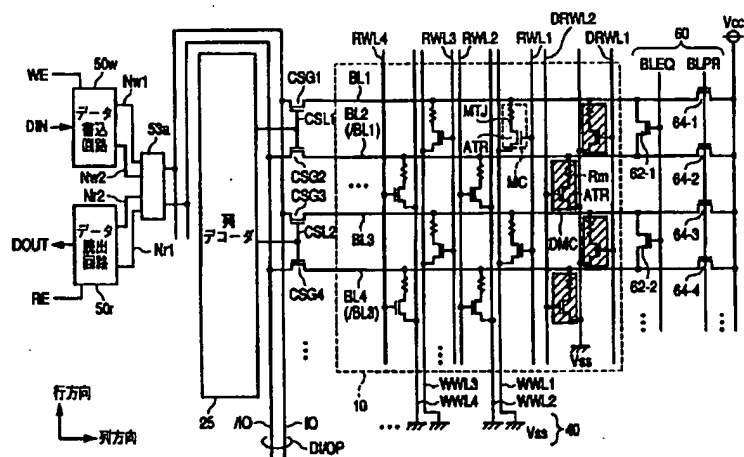 RWL4
RWL3
RWL2
RWL1
DRWL2
DRWL1
60
BLEQ
BLPR
Vcc
WE
50w
Nw1
データ
書込
回路
DIN
53a
Nw2
Nr2
データ
読出
回路
DOUT
Nr1
RE
50r
列
デコーダ
25
CSG1
CSL1
CSG2
CSG3
CSL2
CSG4
BL1
BL2
(/BL1)
BL3
BL4
(/BL3)
MTJ
ATR
MC
Rm
ATR
DMC
62-1
62-2
64-1
64-2
64-3
64-4
Vss
10
WWL3
WWL4
WWL1
WWL2
Vss
40
行方向
列方向
/IO
IO
DI/OP